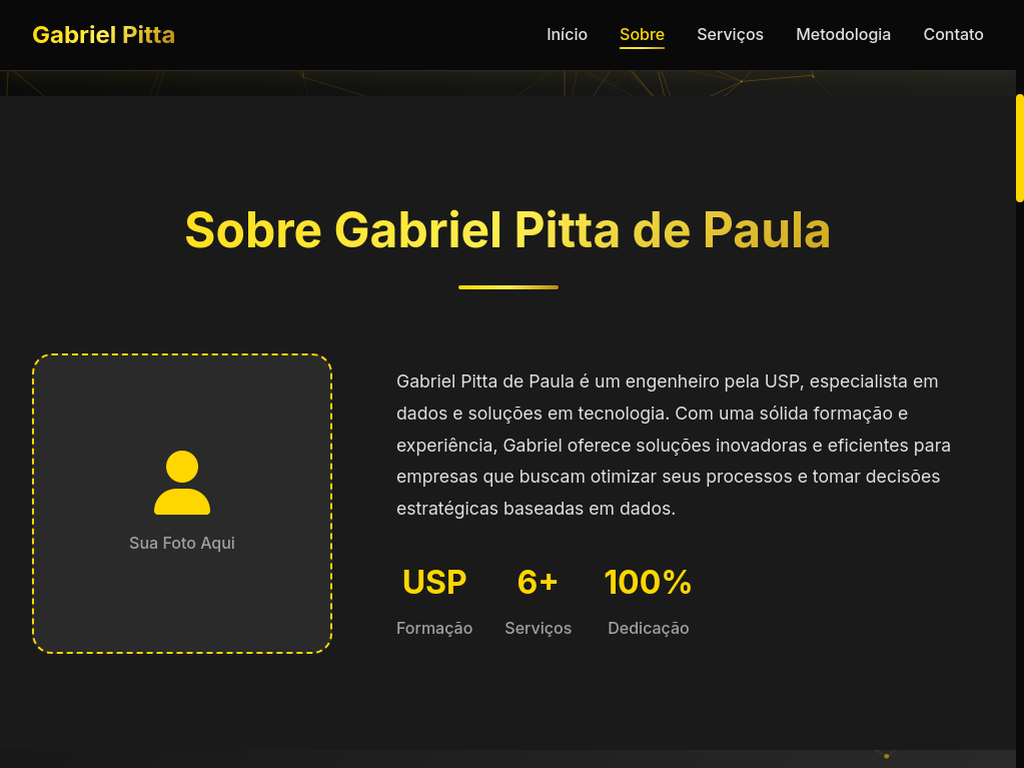 Gabriel Pitta
Início
Sobre
Serviços
Metodologia
Contato
Sobre Gabriel Pitta de Paula
Sua Foto Aqui
Gabriel Pitta de Paula é um engenheiro pela USP, especialista em
dados e soluções em tecnologia. Com uma sólida formação e
experiência, Gabriel oferece soluções inovadoras e eficientes para
empresas que buscam otimizar seus processos e tomar decisões
estratégicas baseadas em dados.
USP
Formação
6+
Serviços
100%
Dedicação